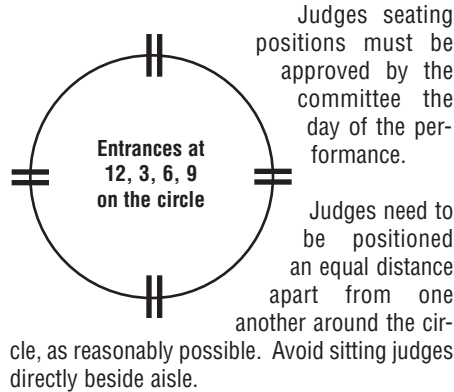 Judges seating
positions must be
approved by the
committee the
day of the per-
formance.
Entrances at
12, 3, 6, 9
on the circle
Judges need to
be positioned
an equal distance
apart from one
another around the cir-
cle, as reasonably possible. Avoid sitting judges
directly beside aisle.